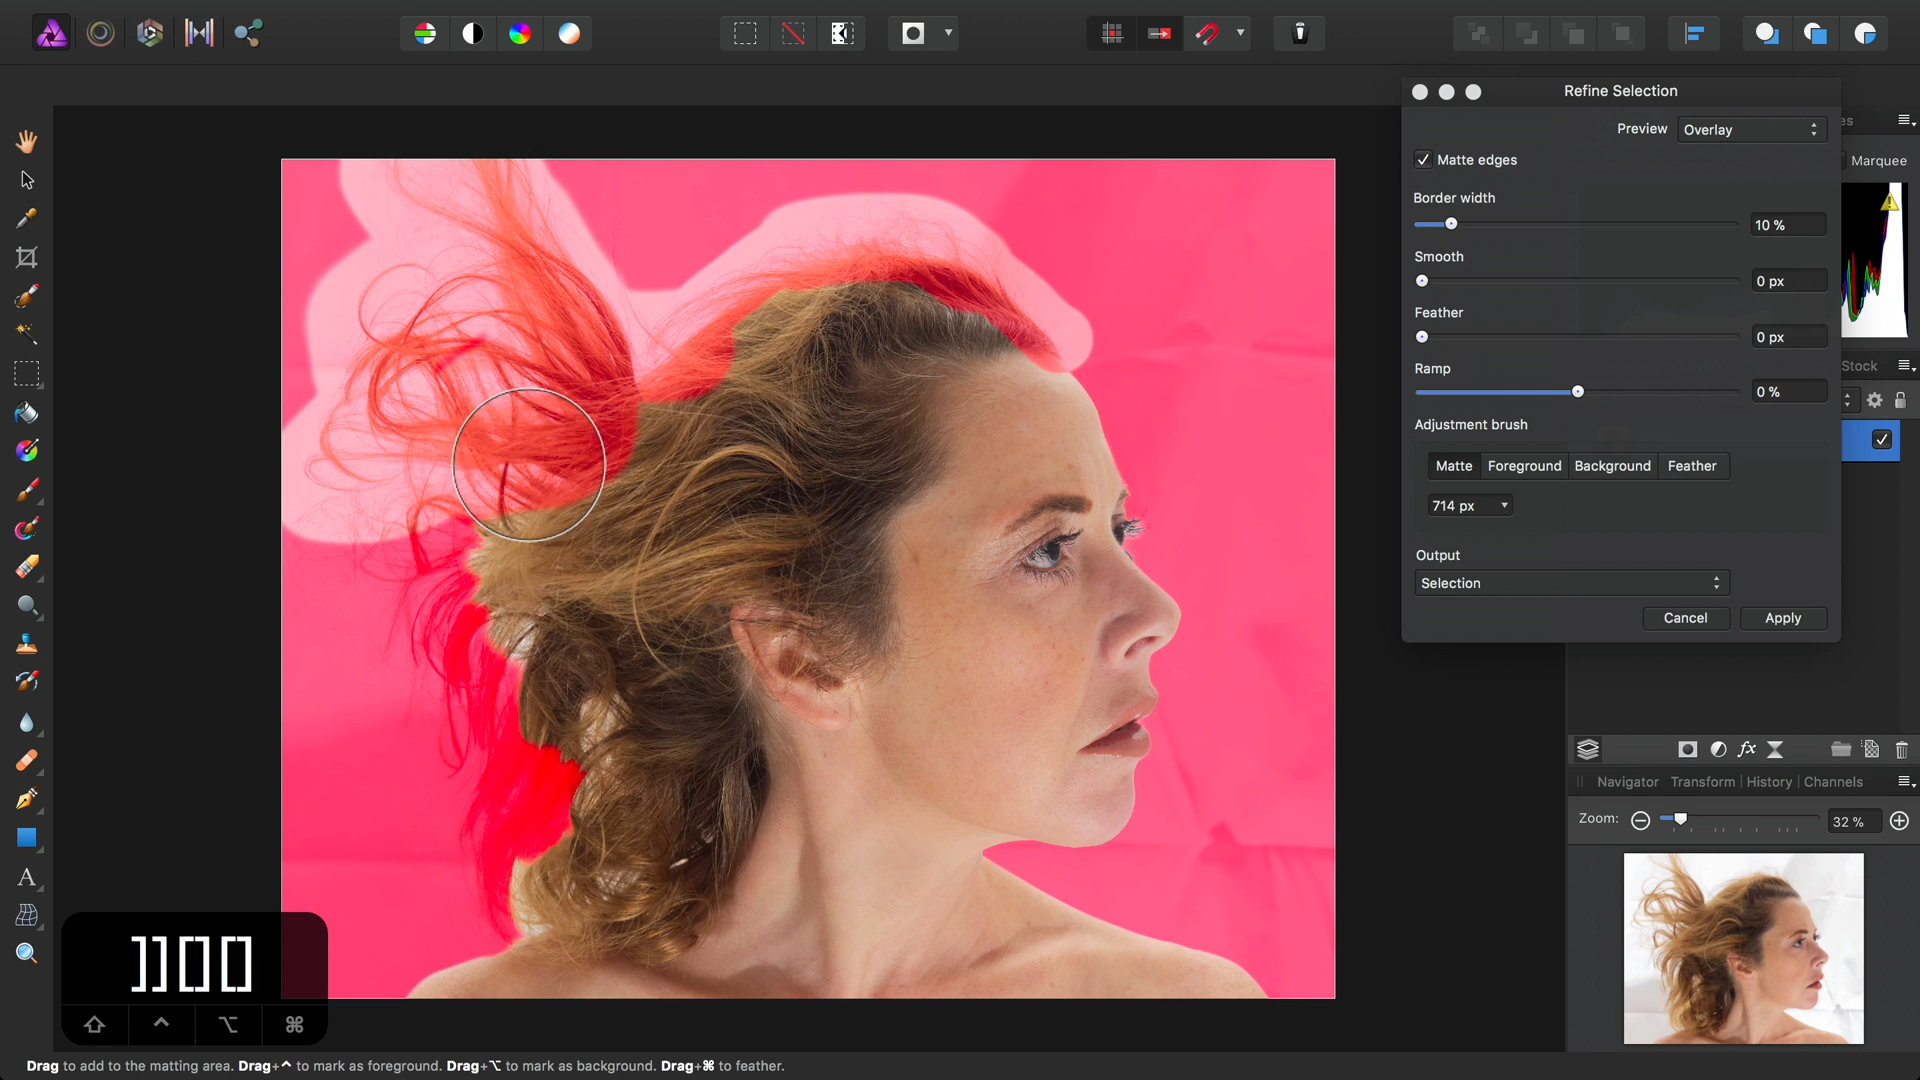 Refine Selection
Preview Overlay
es
Matte edges
Marquee
Border width
10 %
Smooth
0 px
Feather
0 px
Ramp
Stock
0 %
Adjustment brush
Matte Foreground Background Feather
714 px
Output
Selection
Cancel Apply
fx
Navigator Transform History Channels
Zoom: 32 %
A
]][][]
Drag to add to the matting area. Drag+⌃ to mark as foreground. Drag+⌥ to mark as background. Drag+⌘ to feather.